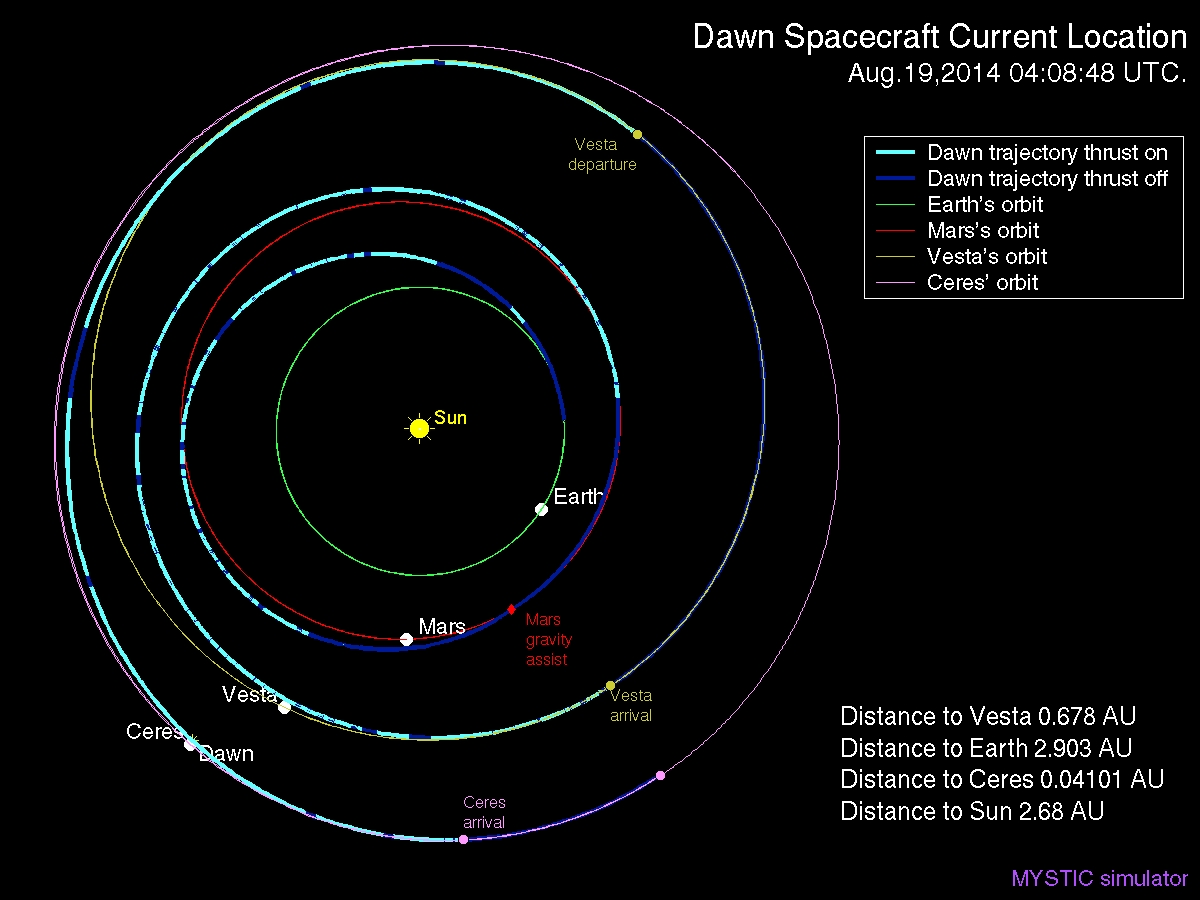 Dawn Spacecraft Current Location
Aug.19,2014 04:08:48 UTC.
Vesta
departure
Dawn trajectory thrust on
Dawn trajectory thrust off
Earth's orbit
Mars's orbit
Vesta's orbit
Ceres' orbit
Sun
Earth
Mars
Mars
gravity
assist
Vesta
Vesta
arrival
Ceres
Dawn
Ceres
arrival
Distance to Vesta 0.678 AU
Distance to Earth 2.903 AU
Distance to Ceres 0.04101 AU
Distance to Sun 2.68 AU
MYSTIC simulator